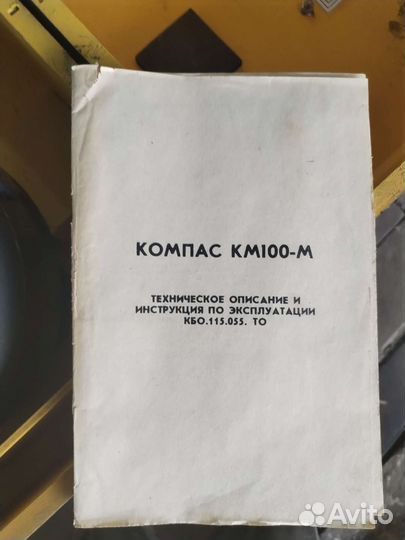 КОМПАС КМ100-М
ТЕХНИЧЕСКОЕ ОПИСАНИЕ И
ИНСТРУКЦИЯ ПО ЭКСПЛУАТАЦИИ
КБО.115.055. ТО
Avito